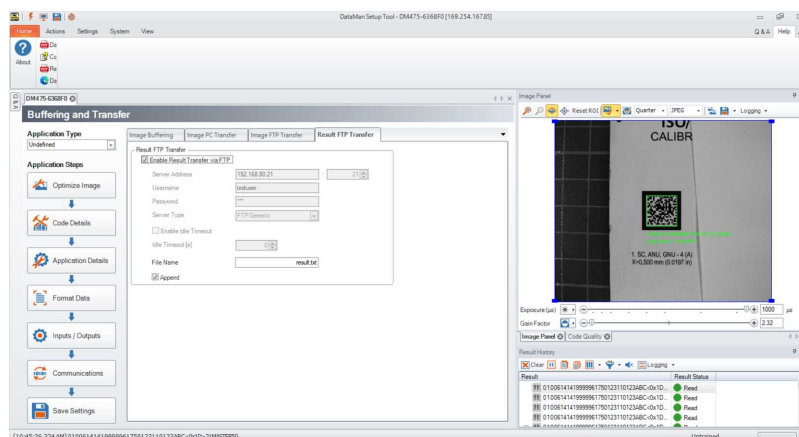 DataMan Setup Tool - DM475-6368F0 [169.254.167.85]
Home Actions Settings System View Q & A Help
About
Da
Co
Re
Da
Q & A
DM475-6368F0
Buffering and Transfer
Application Type
Undefined
Application Steps
Optimize Image
Code Details
Application Details
Format Data
Inputs / Outputs
Communications
Save Settings
Image Buffering Image PC Transfer Image FTP Transfer Result FTP Transfer
Result FTP Transfer
Enable Result Transfer via FTP
Server Address 192.168.80.21 21
Username testuser
Password ***
Server Type FTP Generic
Enable Idle Timeout
Idle Timeout [s] 0
File Name result.txt
Append
Image Panel
Reset ROI Quarter JPEG Logging
ISO/
CALIBR
1. SC, ANU, GNU - 4 (A)
X=0,500 mm (0.0197 in)
Exposure (µs) 1000 µs
Gain Factor 2.32
Image Panel Code Quality
Result History
Clear Logging
Result Result Status
Read
Read
Read
Read
Untrained